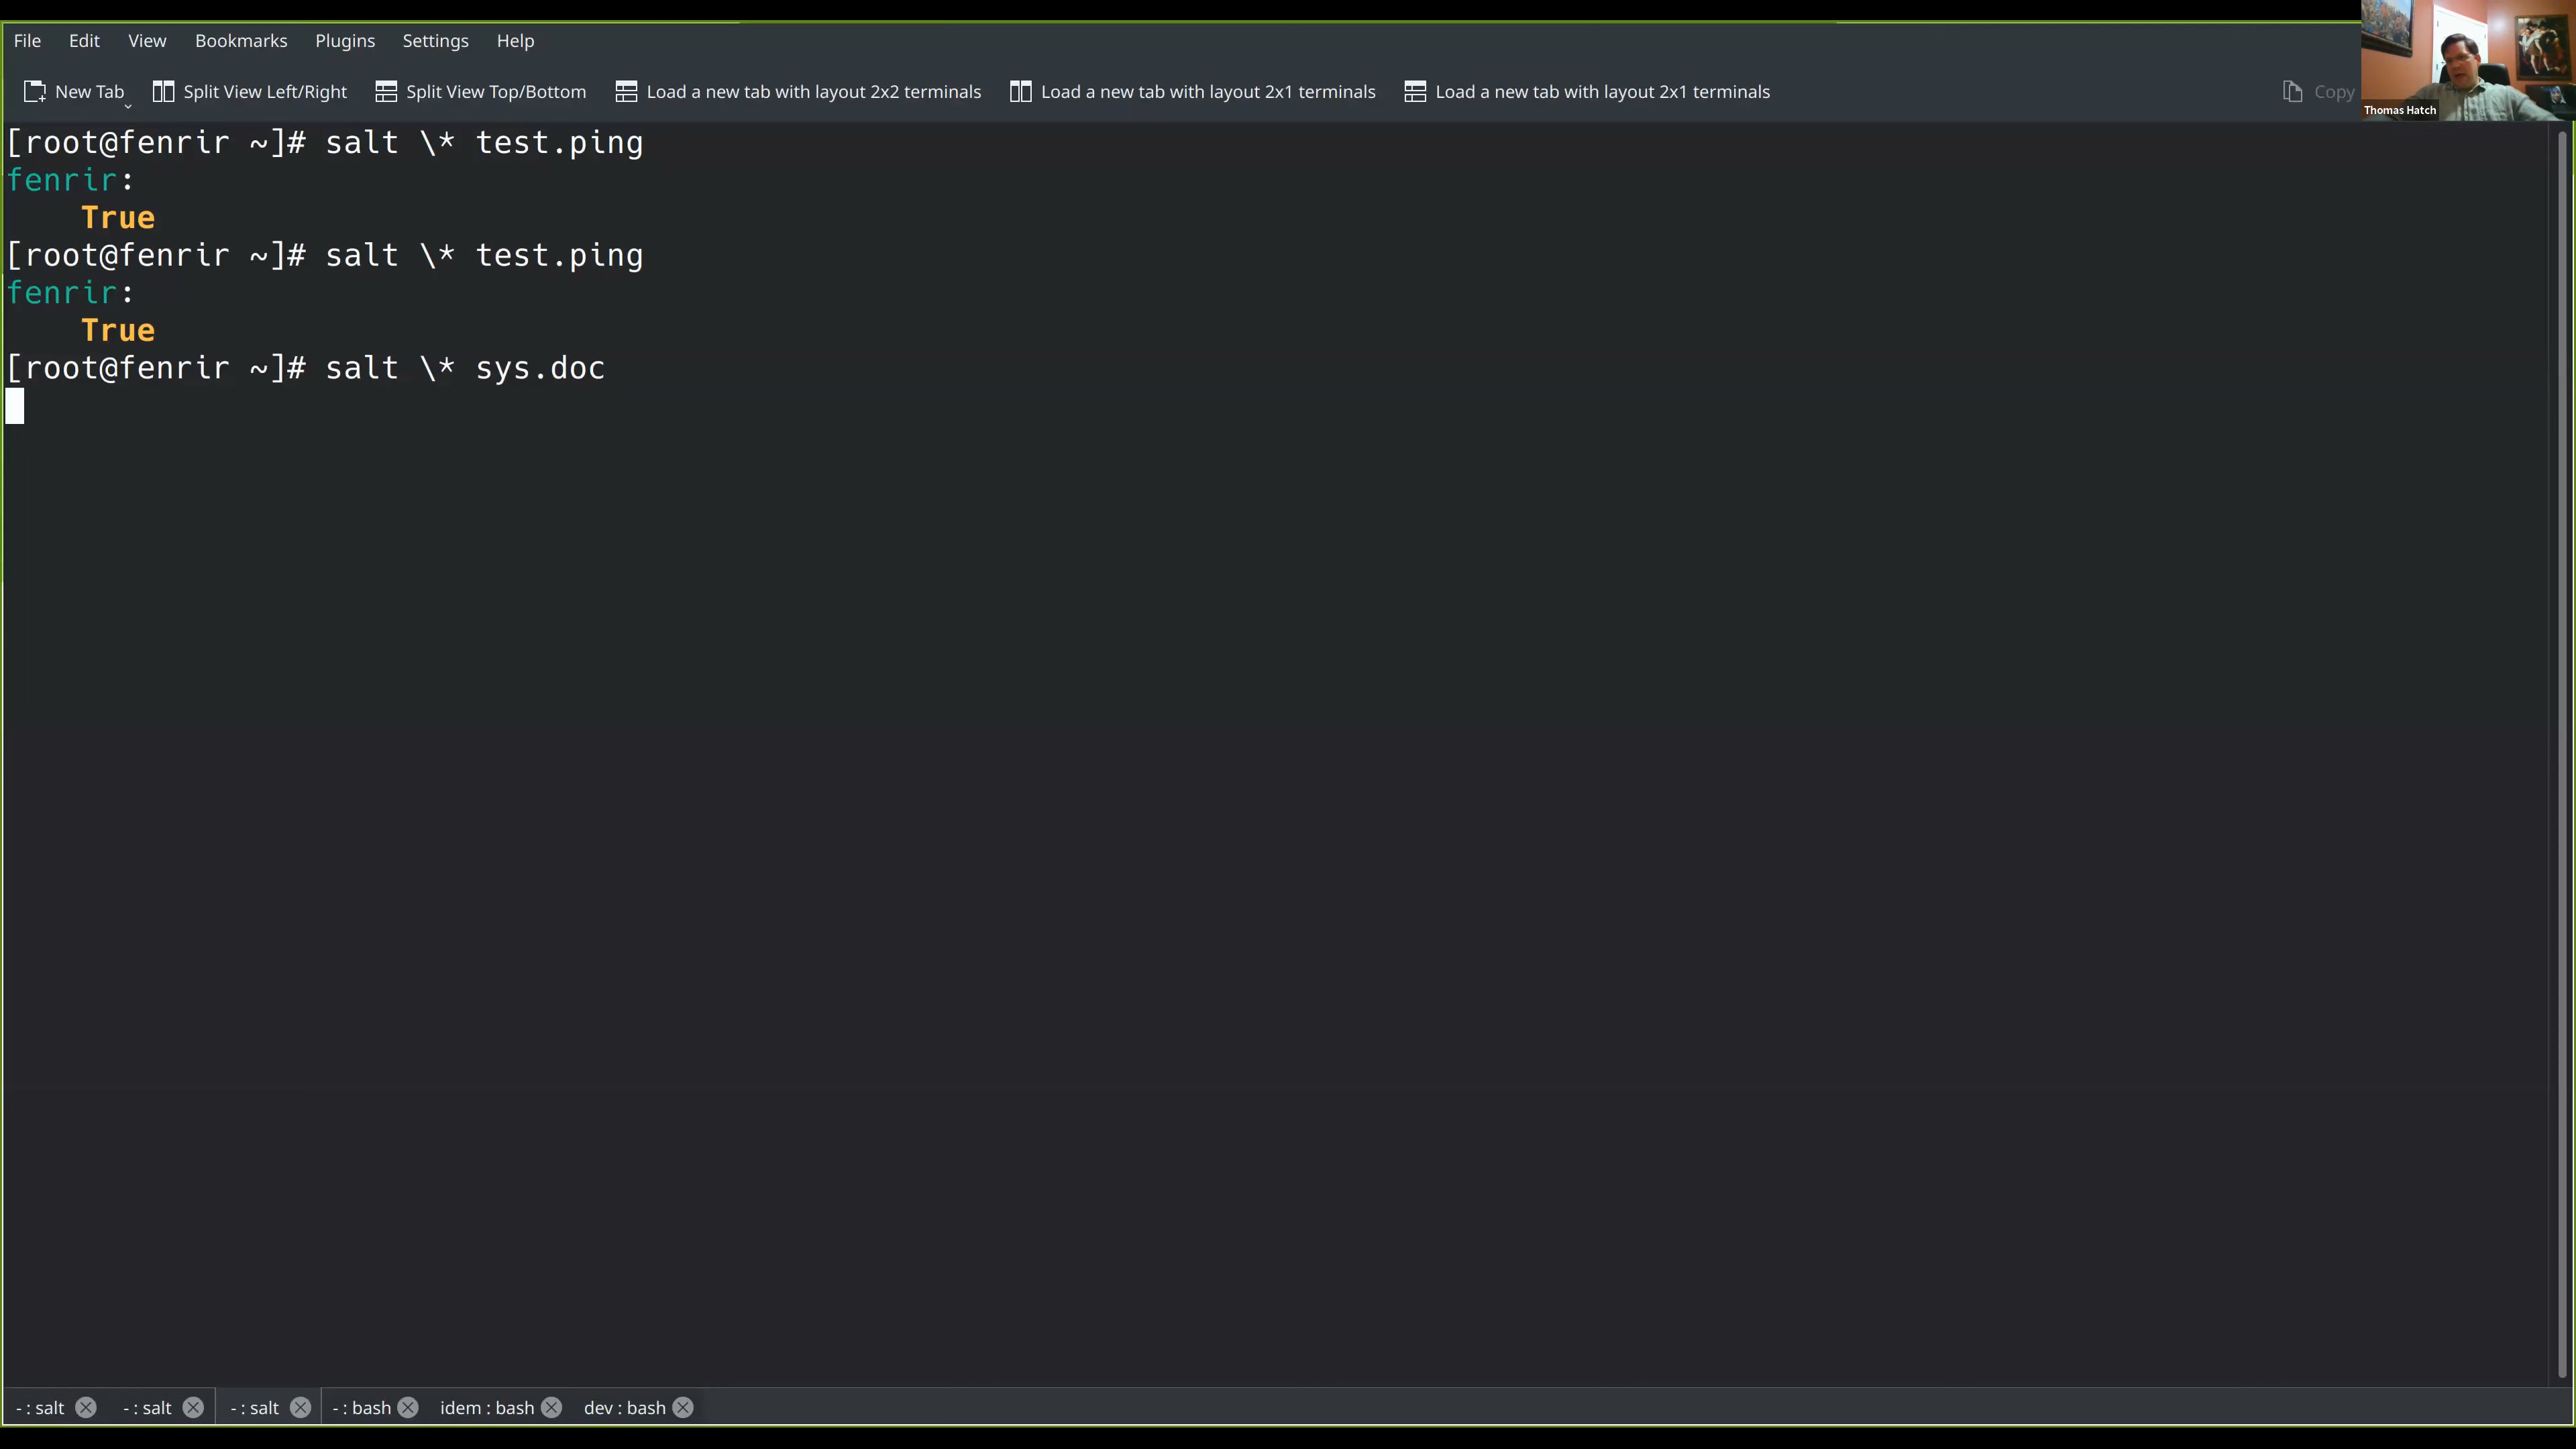 File Edit View Bookmarks Plugins Settings Help
New Tab Split View Left/Right Split View Top/Bottom Load a new tab with layout 2x2 terminals Load a new tab with layout 2x1 terminals Load a new tab with layout 2x1 terminals Copy
Thomas Hatch
[root@fenrir ~]# salt \* test.ping
fenrir:
    True
[root@fenrir ~]# salt \* test.ping
fenrir:
    True
[root@fenrir ~]# salt \* sys.doc
- : salt - : salt - : salt - : bash idem : bash dev : bash